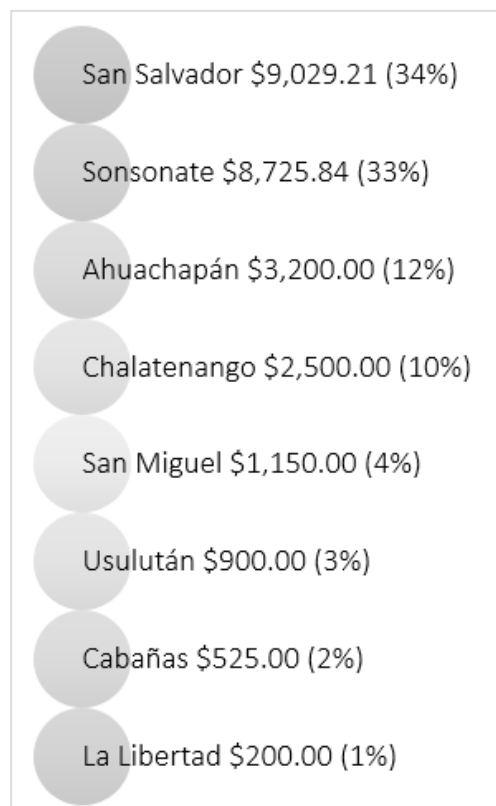 San Salvador $9,029.21 (34%)
Sonsonate $8,725.84 (33%)
Ahuachapán $3,200.00 (12%)
Chalatenango $2,500.00 (10%)
San Miguel $1,150.00 (4%)
Usulután $900.00 (3%)
Cabañas $525.00 (2%)
La Libertad $200.00 (1%)